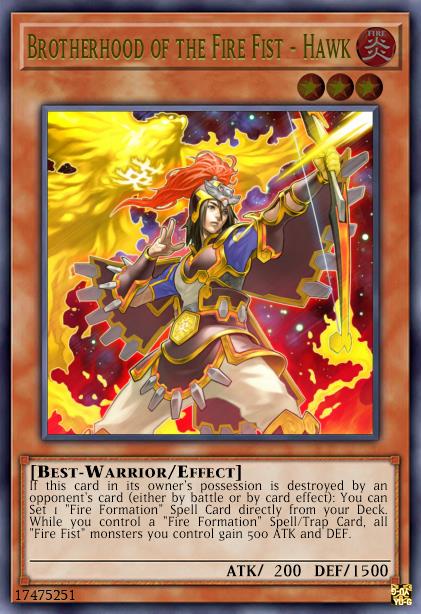 BROTHERHOOD OF THE FIRE FIST - HAWK
FIRE
炎
[BEST-WARRIOR/EFFECT]
If this card in its owner's possession is destroyed by an
opponent's card (either by battle or by card effect): You can
Set 1 "Fire Formation" Spell Card directly from your Deck.
While you control a "Fire Formation" Spell/Trap Card, all
"Fire Fist" monsters you control gain 500 ATK and DEF.
ATK/ 200 DEF/1500
17475251